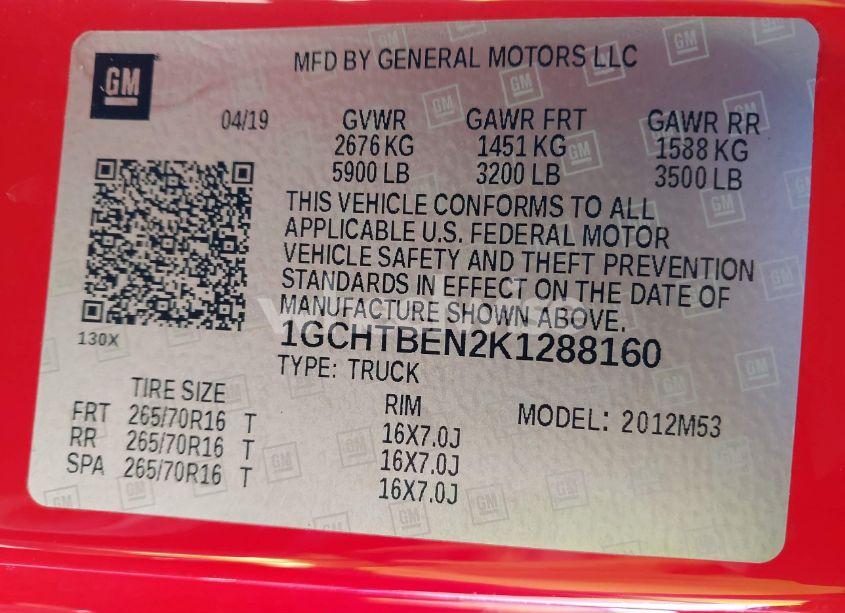 GM
MFD BY GENERAL MOTORS LLC
04/19 GVWR GAWR FRT GAWR RR
2676 KG 1451 KG 1588 KG
5900 LB 3200 LB 3500 LB
THIS VEHICLE CONFORMS TO ALL
APPLICABLE U.S. FEDERAL MOTOR
VEHICLE SAFETY AND THEFT PREVENTION
STANDARDS IN EFFECT ON THE DATE OF
MANUFACTURE SHOWN ABOVE.
130X
1GCHTBEN2K1288160
TYPE: TRUCK
TIRE SIZE RIM MODEL: 2012M53
FRT 265/70R16 T 16X7.0J
RR 265/70R16 T 16X7.0J
SPA 265/70R16 T 16X7.0J